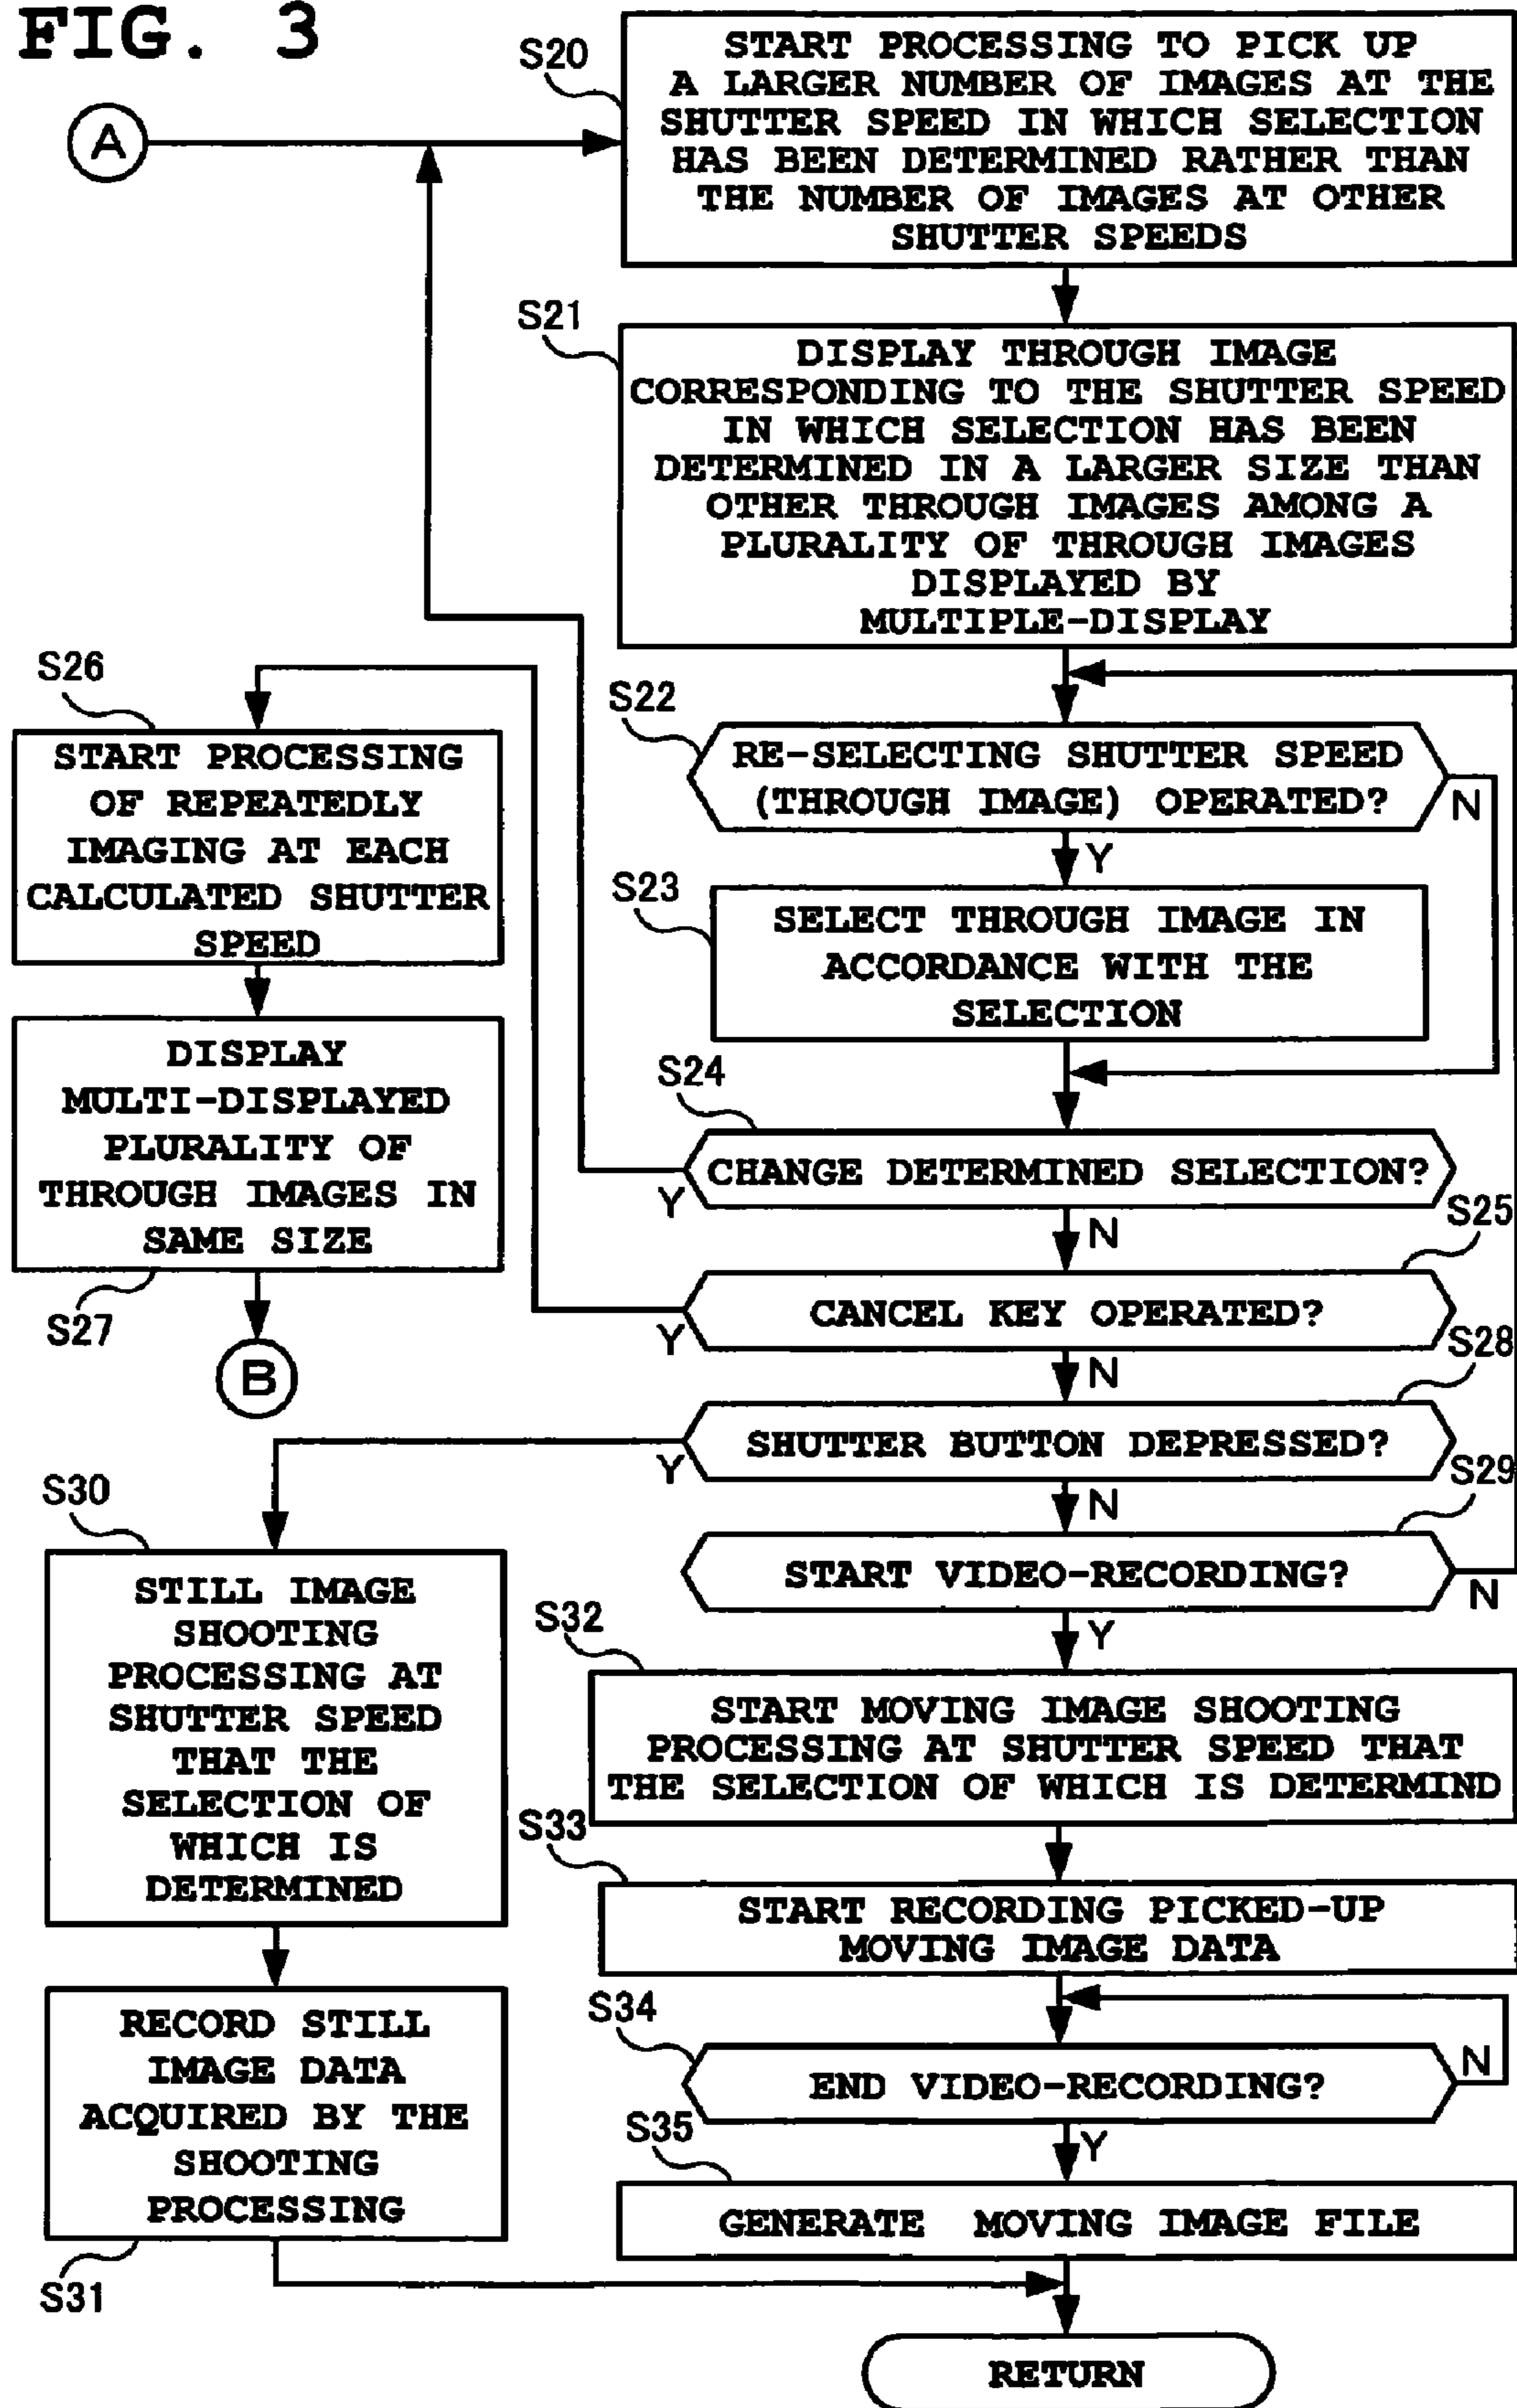 FIG. 3
A
S20
START PROCESSING TO PICK UP
A LARGER NUMBER OF IMAGES AT THE
SHUTTER SPEED IN WHICH SELECTION
HAS BEEN DETERMINED RATHER THAN
THE NUMBER OF IMAGES AT OTHER
SHUTTER SPEEDS
S21
DISPLAY THROUGH IMAGE
CORRESPONDING TO THE SHUTTER SPEED
IN WHICH SELECTION HAS BEEN
DETERMINED IN A LARGER SIZE THAN
OTHER THROUGH IMAGES AMONG A
PLURALITY OF THROUGH IMAGES
DISPLAYED BY
MULTIPLE-DISPLAY
S22
RE-SELECTING SHUTTER SPEED
(THROUGH IMAGE) OPERATED?
N
Y
S23
SELECT THROUGH IMAGE IN
ACCORDANCE WITH THE
SELECTION
S24
CHANGE DETERMINED SELECTION?
Y
N
S25
CANCEL KEY OPERATED?
Y
N
S26
START PROCESSING
OF REPEATEDLY
IMAGING AT EACH
CALCULATED SHUTTER
SPEED
DISPLAY
MULTI-DISPLAYED
PLURALITY OF
THROUGH IMAGES IN
SAME SIZE
S27
B
S28
SHUTTER BUTTON DEPRESSED?
Y
N
S29
START VIDEO-RECORDING?
N
Y
S30
STILL IMAGE
SHOOTING
PROCESSING AT
SHUTTER SPEED
THAT THE
SELECTION OF
WHICH IS
DETERMINED
RECORD STILL
IMAGE DATA
ACQUIRED BY THE
SHOOTING
PROCESSING
S31
S32
START MOVING IMAGE SHOOTING
PROCESSING AT SHUTTER SPEED THAT
THE SELECTION OF WHICH IS DETERMIND
S33
START RECORDING PICKED-UP
MOVING IMAGE DATA
S34
END VIDEO-RECORDING?
N
Y
S35
GENERATE MOVING IMAGE FILE
RETURN